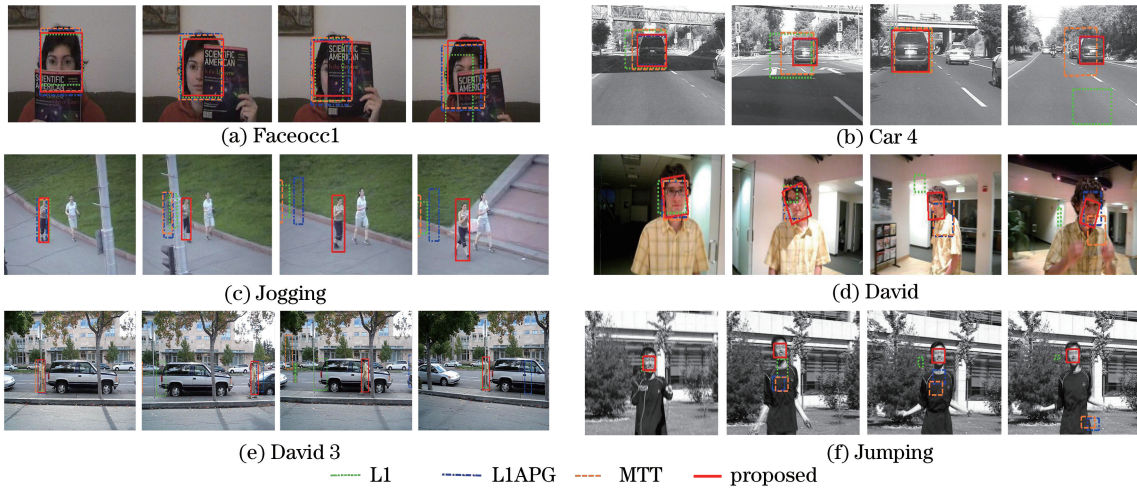 SCIENTIFIC
AMERICAN
SCIENTIFIC
AMERICAN
SCIENTIFIC
AMERICAN
SCIENTIFIC
AMERICAN
(a) Faceocc1
(b) Car 4
(c) Jogging
(d) David
(e) David 3
(f) Jumping
L1 L1APG MTT proposed